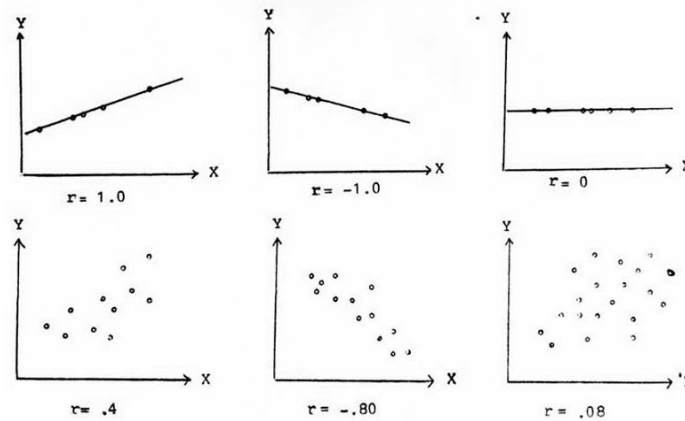 Y
Y
Y
X
X
X
r= 1.0
r= -1.0
r= 0
Y
Y
Y
X
X
r= .4
r= -.80
r= .08